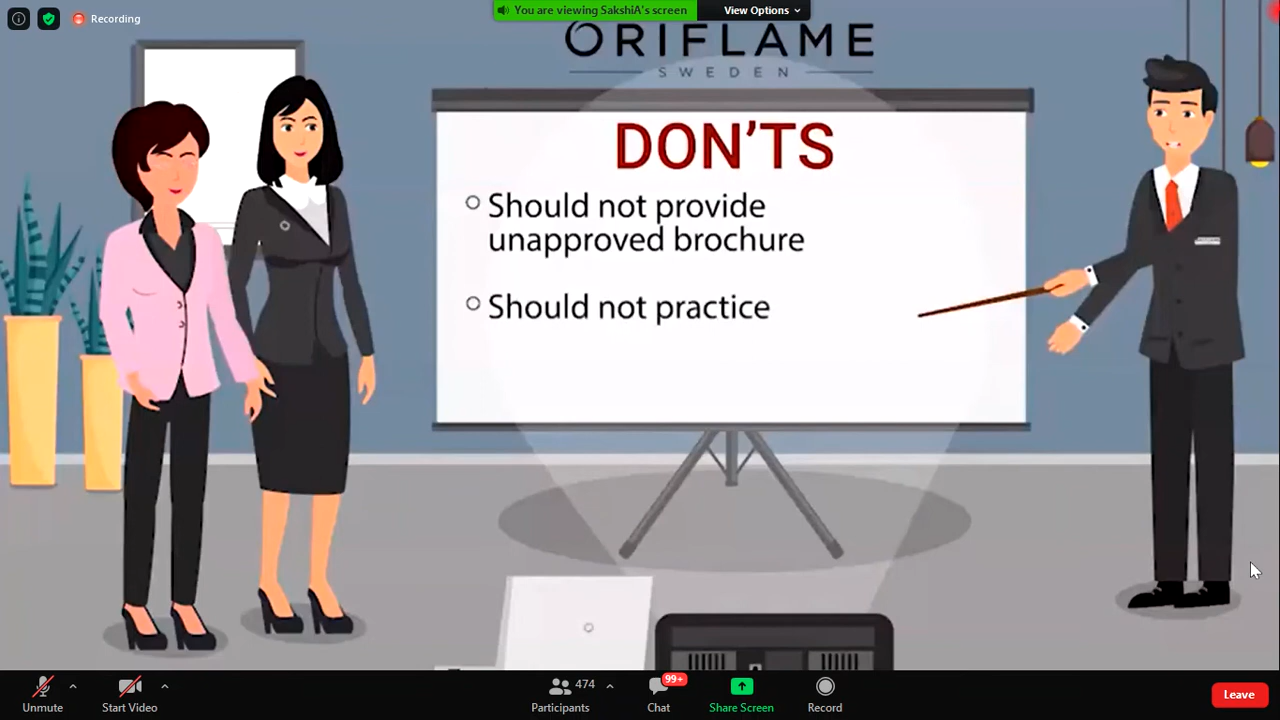 Recording
You are viewing SakshiA's screen
View Options
ORIFLAME
SWEDEN
DON'TS
Should not provide
unapproved brochure
Should not practice
Unmute
Start Video
474
Participants
99+
Chat
Share Screen
Record
Leave